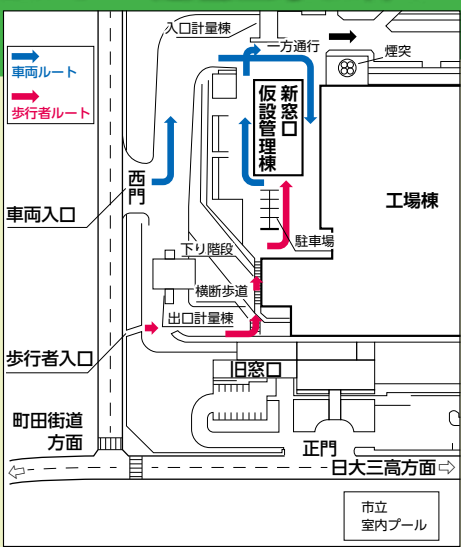 入口計量棟
一方通行
煙突
車両ルート
歩行者ルート
新窓口
仮設管理棟
西門
工場棟
車両入口
駐車場
下り階段
横断歩道
出口計量棟
歩行者入口
旧窓口
町田街道
方面
正門
日大三高方面
市立
室内プール